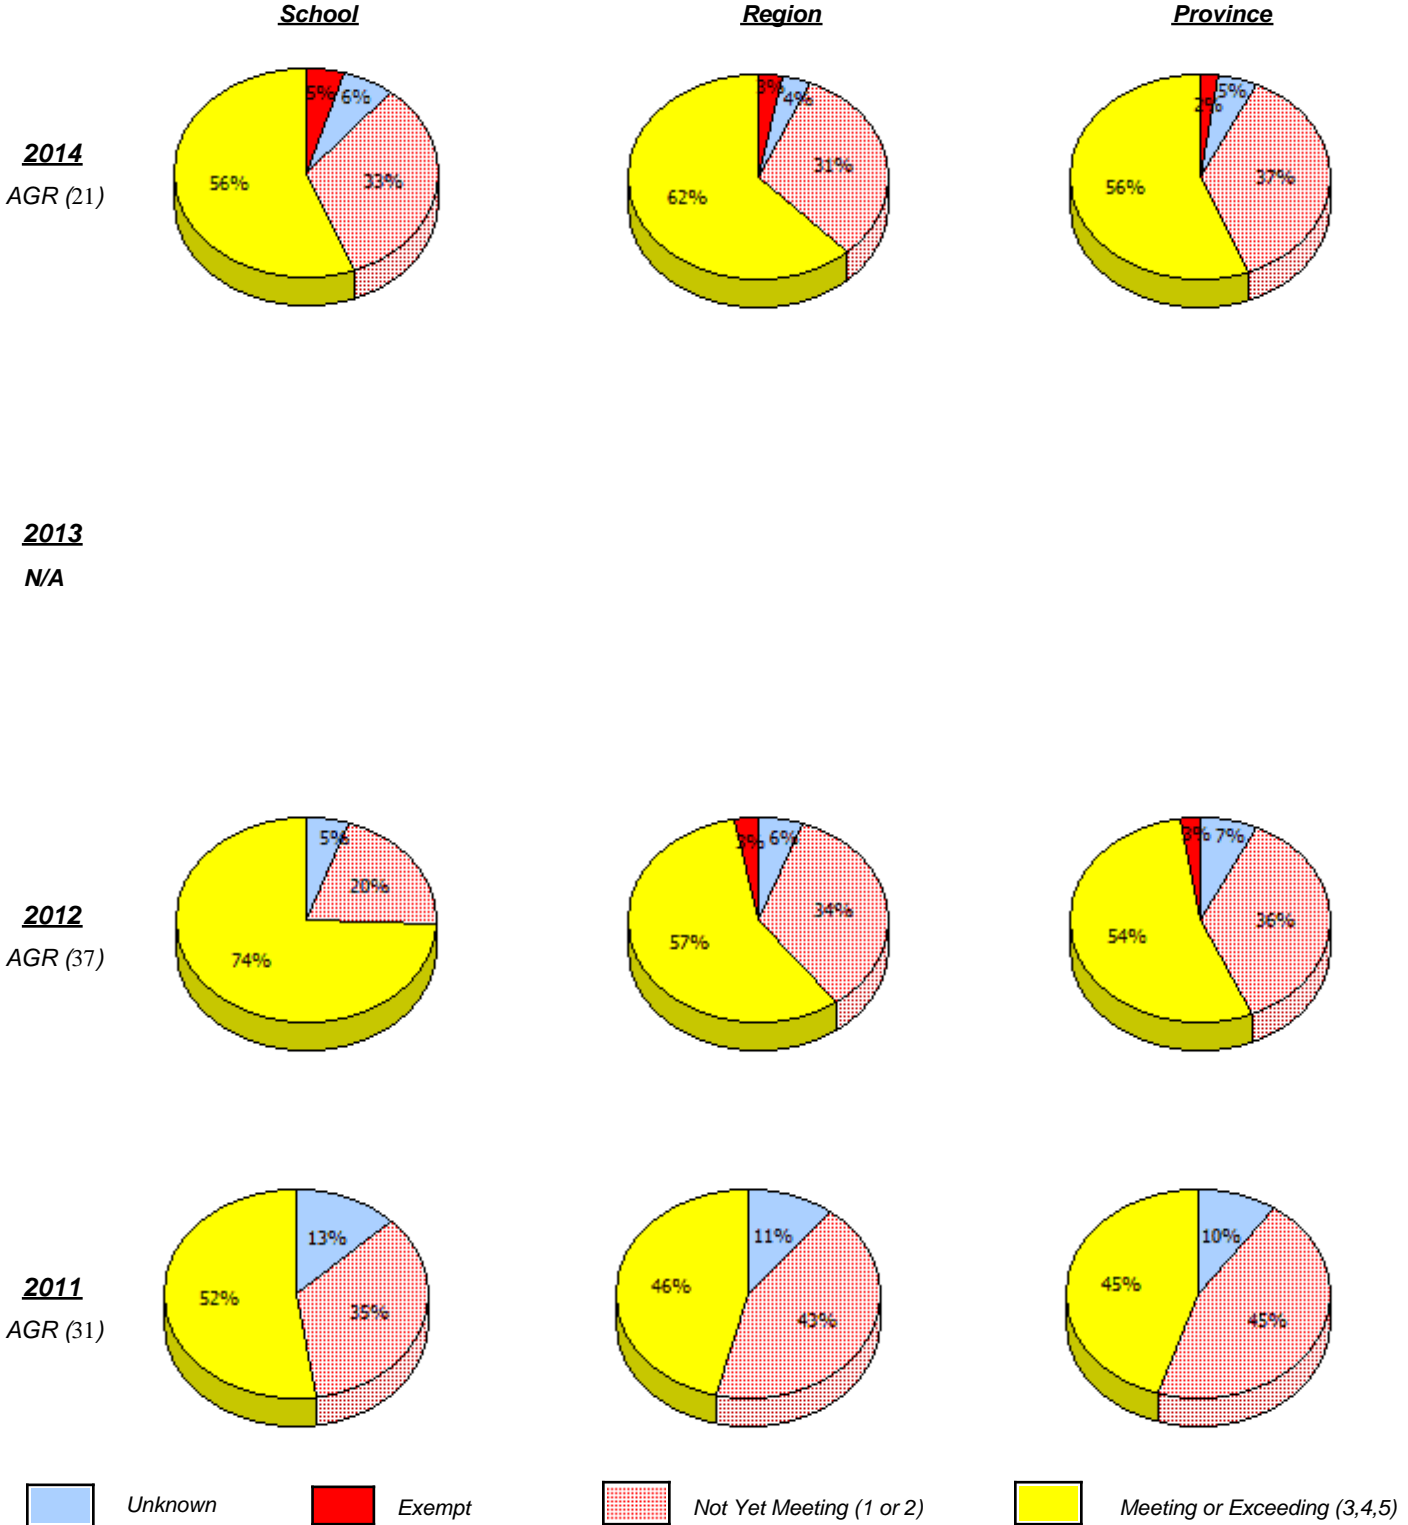 School Region Province
5% 6% 33% 56%
3% 4% 31% 62%
2% 5% 37% 56%
2014
AGR (21)
2013
N/A
5% 20% 74%
3% 6% 34% 57%
3% 7% 36% 54%
2012
AGR (37)
13% 35% 52%
11% 43% 46%
10% 45% 45%
2011
AGR (31)
Unknown Exempt Not Yet Meeting (1 or 2) Meeting or Exceeding (3,4,5)